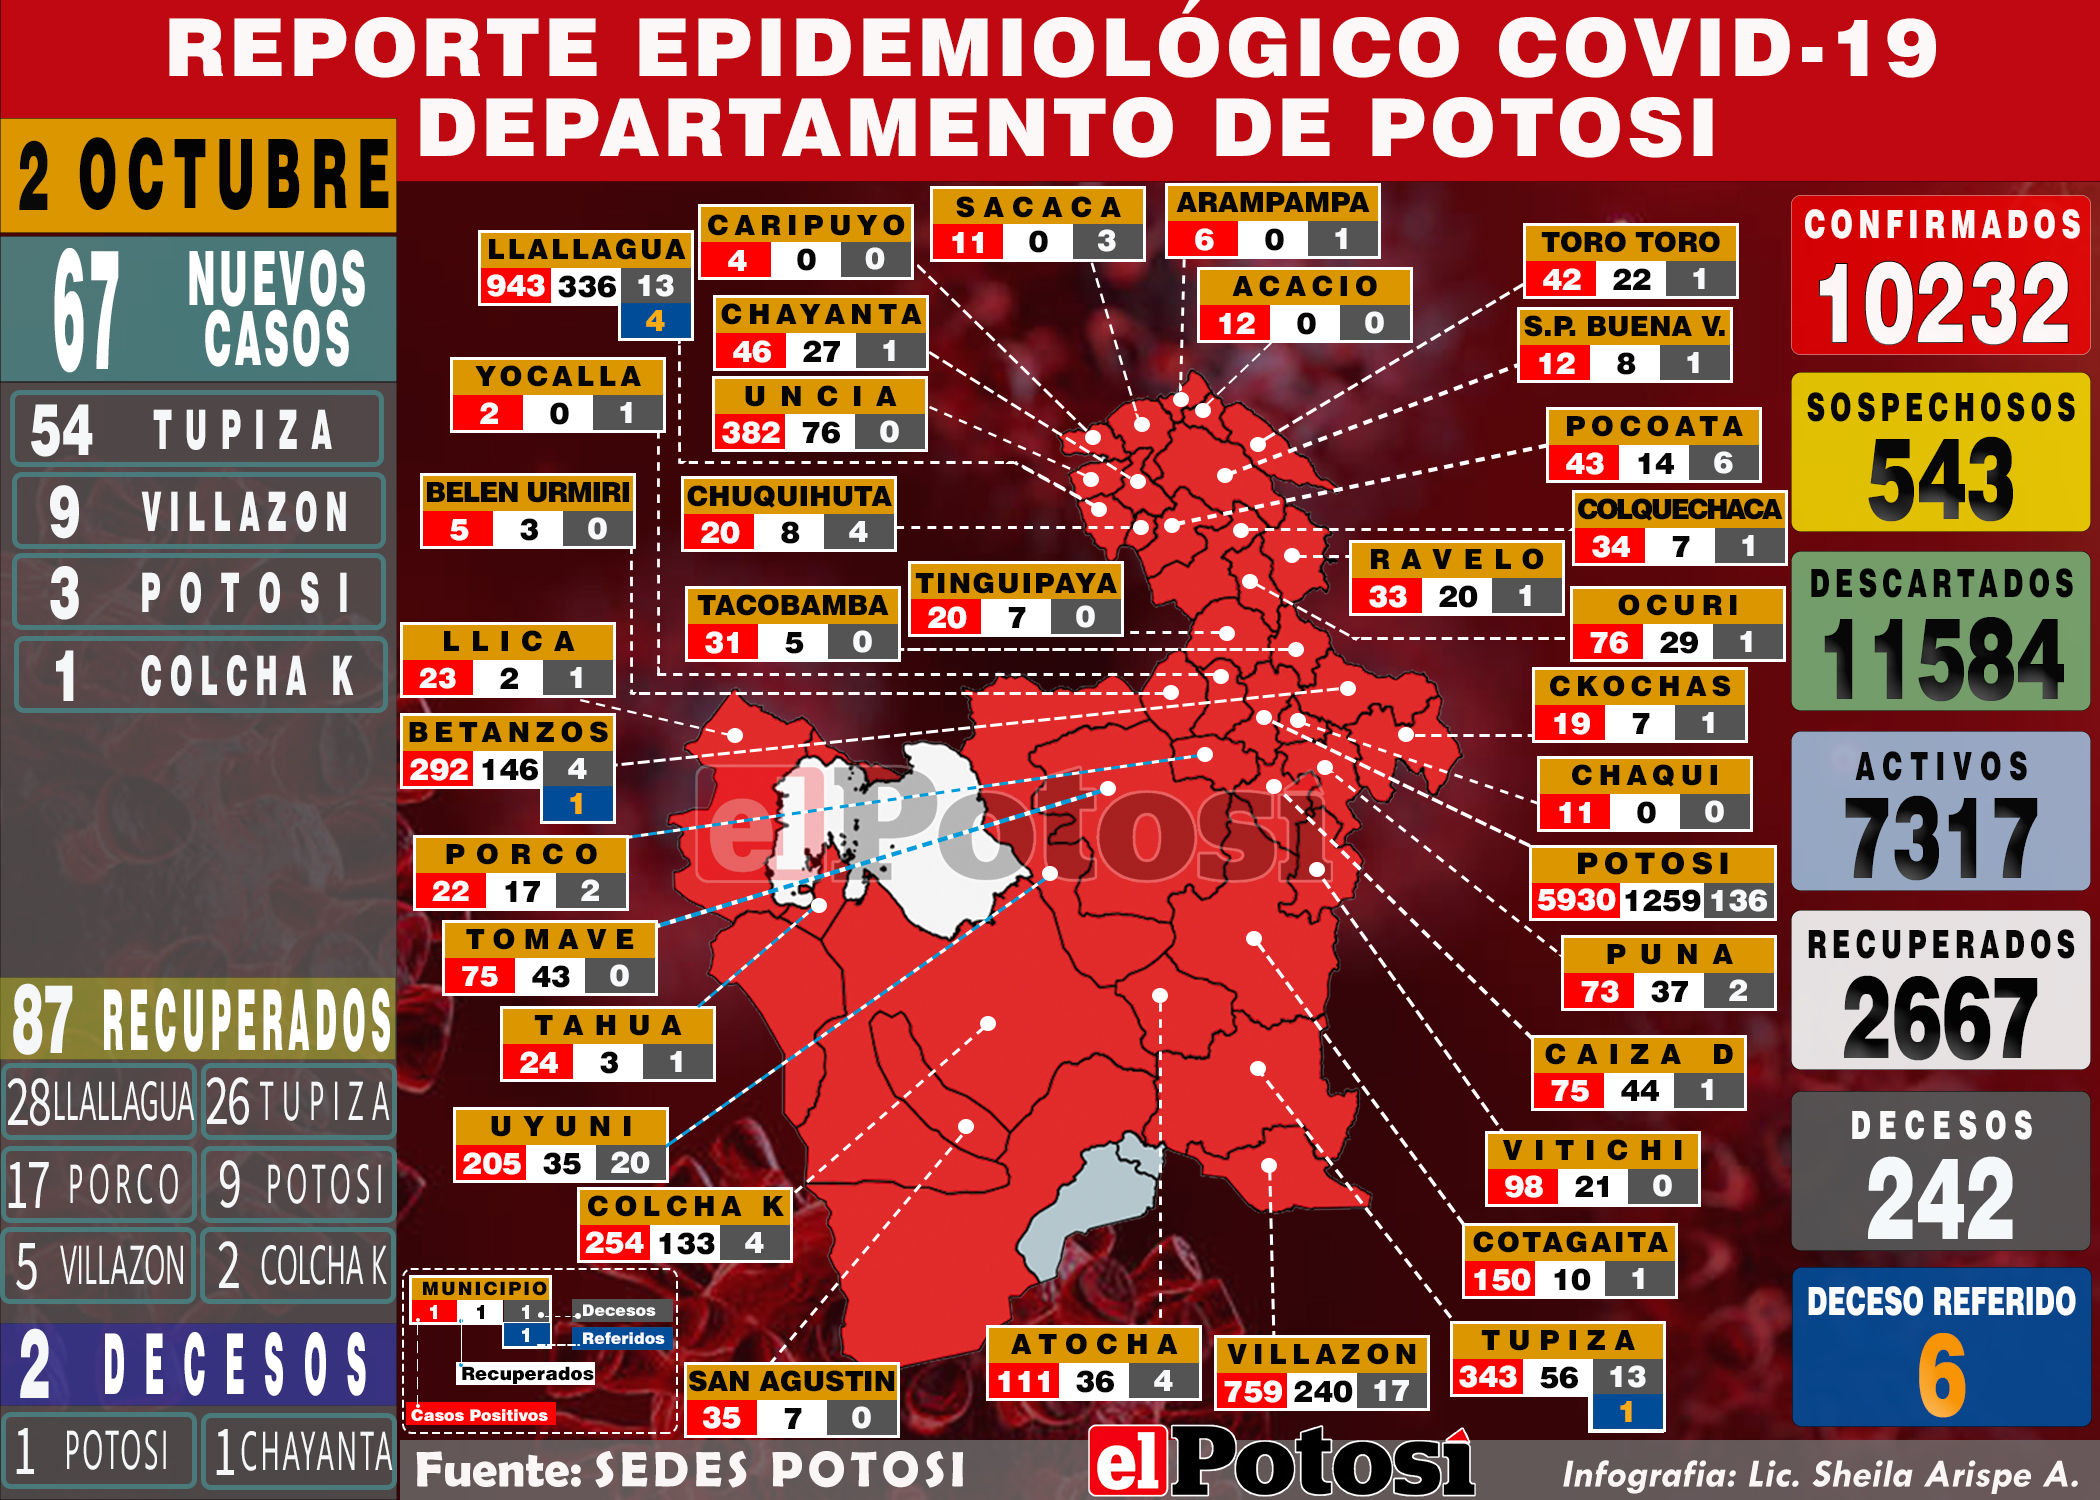 REPORTE EPIDEMIOLÓGICO COVID-19
DEPARTAMENTO DE POTOSI
2 OCTUBRE
67 NUEVOS
CASOS
54 TUPIZA
9 VILLAZON
3 POTOSI
1 COLCHA K
87 RECUPERADOS
28 LLALLAGUA
26 TUPIZA
17 PORCO
9 POTOSI
5 VILLAZON
2 COLCHA K
2 DECESOS
1 POTOSI
1 CHAYANTA
LLALLAGUA
943 336 13
4
CARIPUYO
4 0 0
SACACA
11 0 3
ARAMPAMPA
6 0 1
ACACIO
12 0 0
TORO TORO
42 22 1
S.P. BUENA V.
12 8 1
CHAYANTA
46 27 1
YOCALLA
2 0 1
UNCIA
382 76 0
POCOATA
43 14 6
BELEN URMIRI
5 3 0
CHUQUIHUTA
20 8 4
COLQUECHACA
34 7 1
RAVELO
33 20 1
TINGUIPAYA
20 7 0
TACOBAMBA
31 5 0
OCURI
76 29 1
LLICA
23 2 1
CKOCHAS
19 7 1
BETANZOS
292 146 4
1
CHAQUI
11 0 0
PORCO
22 17 2
POTOSI
5930 1259 136
TOMAVE
75 43 0
PUNA
73 37 2
TAHUA
24 3 1
CAIZA D
75 44 1
UYUNI
205 35 20
VITICHI
98 21 0
COLCHA K
254 133 4
COTAGAITA
150 10 1
SAN AGUSTIN
35 7 0
ATOCHA
111 36 4
VILLAZON
759 240 17
TUPIZA
343 56 13
1
el Potosí
MUNICIPIO
1 1 1 Decesos
1 Referidos
Recuperados
Casos Positivos
CONFIRMADOS
10232
SOSPECHOSOS
543
DESCARTADOS
11584
ACTIVOS
7317
RECUPERADOS
2667
DECESOS
242
DECESO REFERIDO
6
Fuente: SEDES POTOSI
el Potosí
Infografia: Lic. Sheila Arispe A.